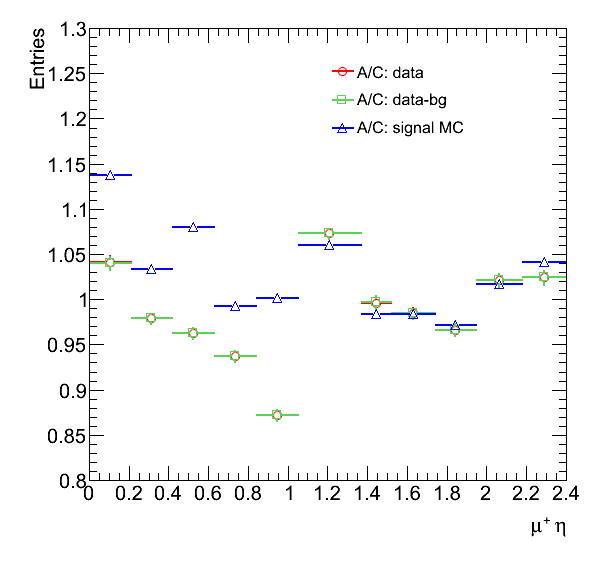 Entries
1.3
1.25
1.2
1.15
1.1
1.05
1
0.95
0.9
0.85
0.8
A/C: data
A/C: data-bg
A/C: signal MC
0 0.2 0.4 0.6 0.8 1 1.2 1.4 1.6 1.8 2 2.2 2.4
μ⁺ η